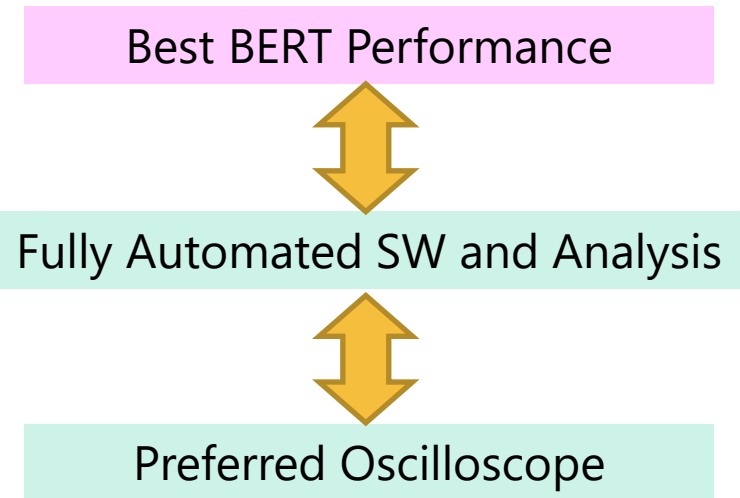 Best BERT Performance
Fully Automated SW and Analysis
Preferred Oscilloscope